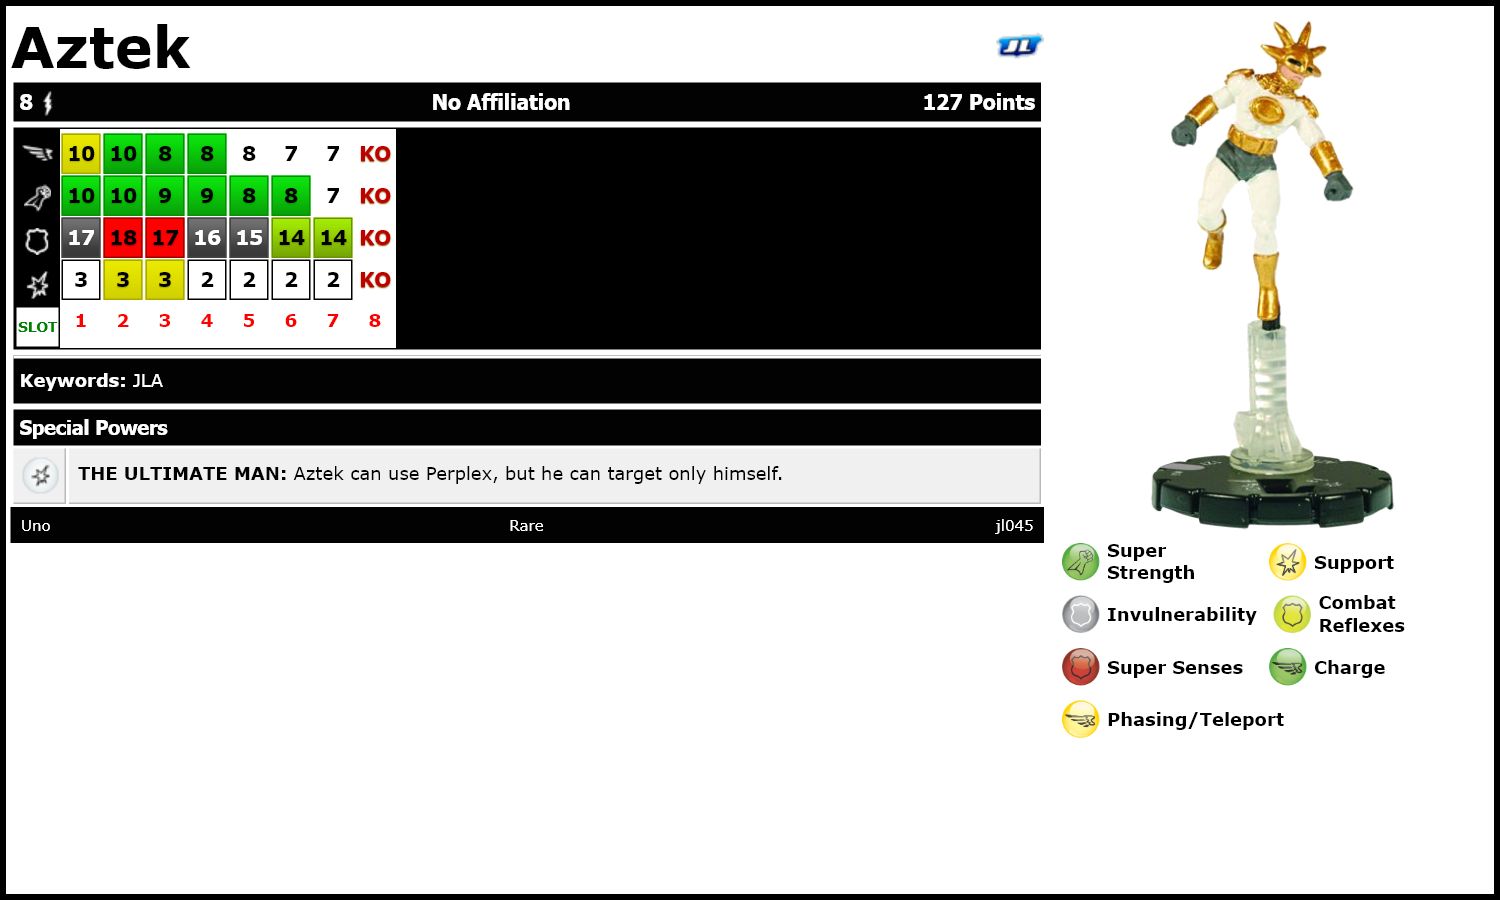 Aztek
JL
8 No Affiliation 127 Points
10 10 8 8 8 7 7 KO
10 10 9 9 8 8 7 KO
17 18 17 16 15 14 14 KO
3 3 3 2 2 2 2 KO
SLOT 1 2 3 4 5 6 7 8
Keywords: JLA
Special Powers
THE ULTIMATE MAN: Aztek can use Perplex, but he can target only himself.
Uno Rare jl045
Super
Strength
Support
Invulnerability
Combat
Reflexes
Super Senses
Charge
Phasing/Teleport